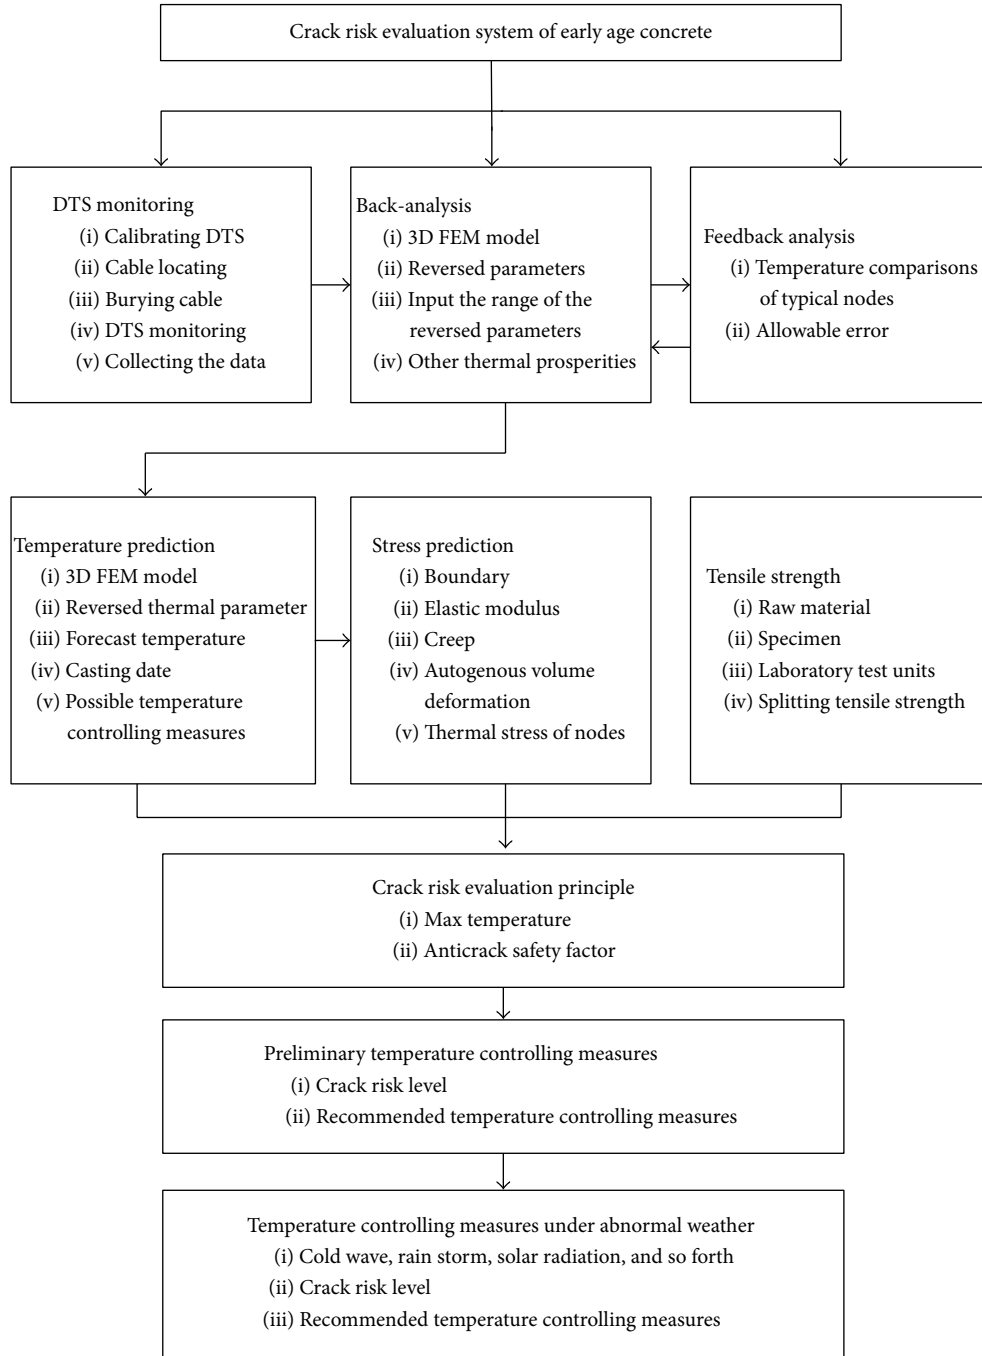 Crack risk evaluation system of early age concrete
DTS monitoring
(i) Calibrating DTS
(ii) Cable locating
(iii) Burying cable
(iv) DTS monitoring
(v) Collecting the data
Back-analysis
(i) 3D FEM model
(ii) Reversed parameters
(iii) Input the range of the
reversed parameters
(iv) Other thermal prosperities
Feedback analysis
(i) Temperature comparisons
of typical nodes
(ii) Allowable error
Temperature prediction
(i) 3D FEM model
(ii) Reversed thermal parameter
(iii) Forecast temperature
(iv) Casting date
(v) Possible temperature
controlling measures
Stress prediction
(i) Boundary
(ii) Elastic modulus
(iii) Creep
(iv) Autogenous volume
deformation
(v) Thermal stress of nodes
Tensile strength
(i) Raw material
(ii) Specimen
(iii) Laboratory test units
(iv) Splitting tensile strength
Crack risk evaluation principle
(i) Max temperature
(ii) Anticrack safety factor
Preliminary temperature controlling measures
(i) Crack risk level
(ii) Recommended temperature controlling measures
Temperature controlling measures under abnormal weather
(i) Cold wave, rain storm, solar radiation, and so forth
(ii) Crack risk level
(iii) Recommended temperature controlling measures